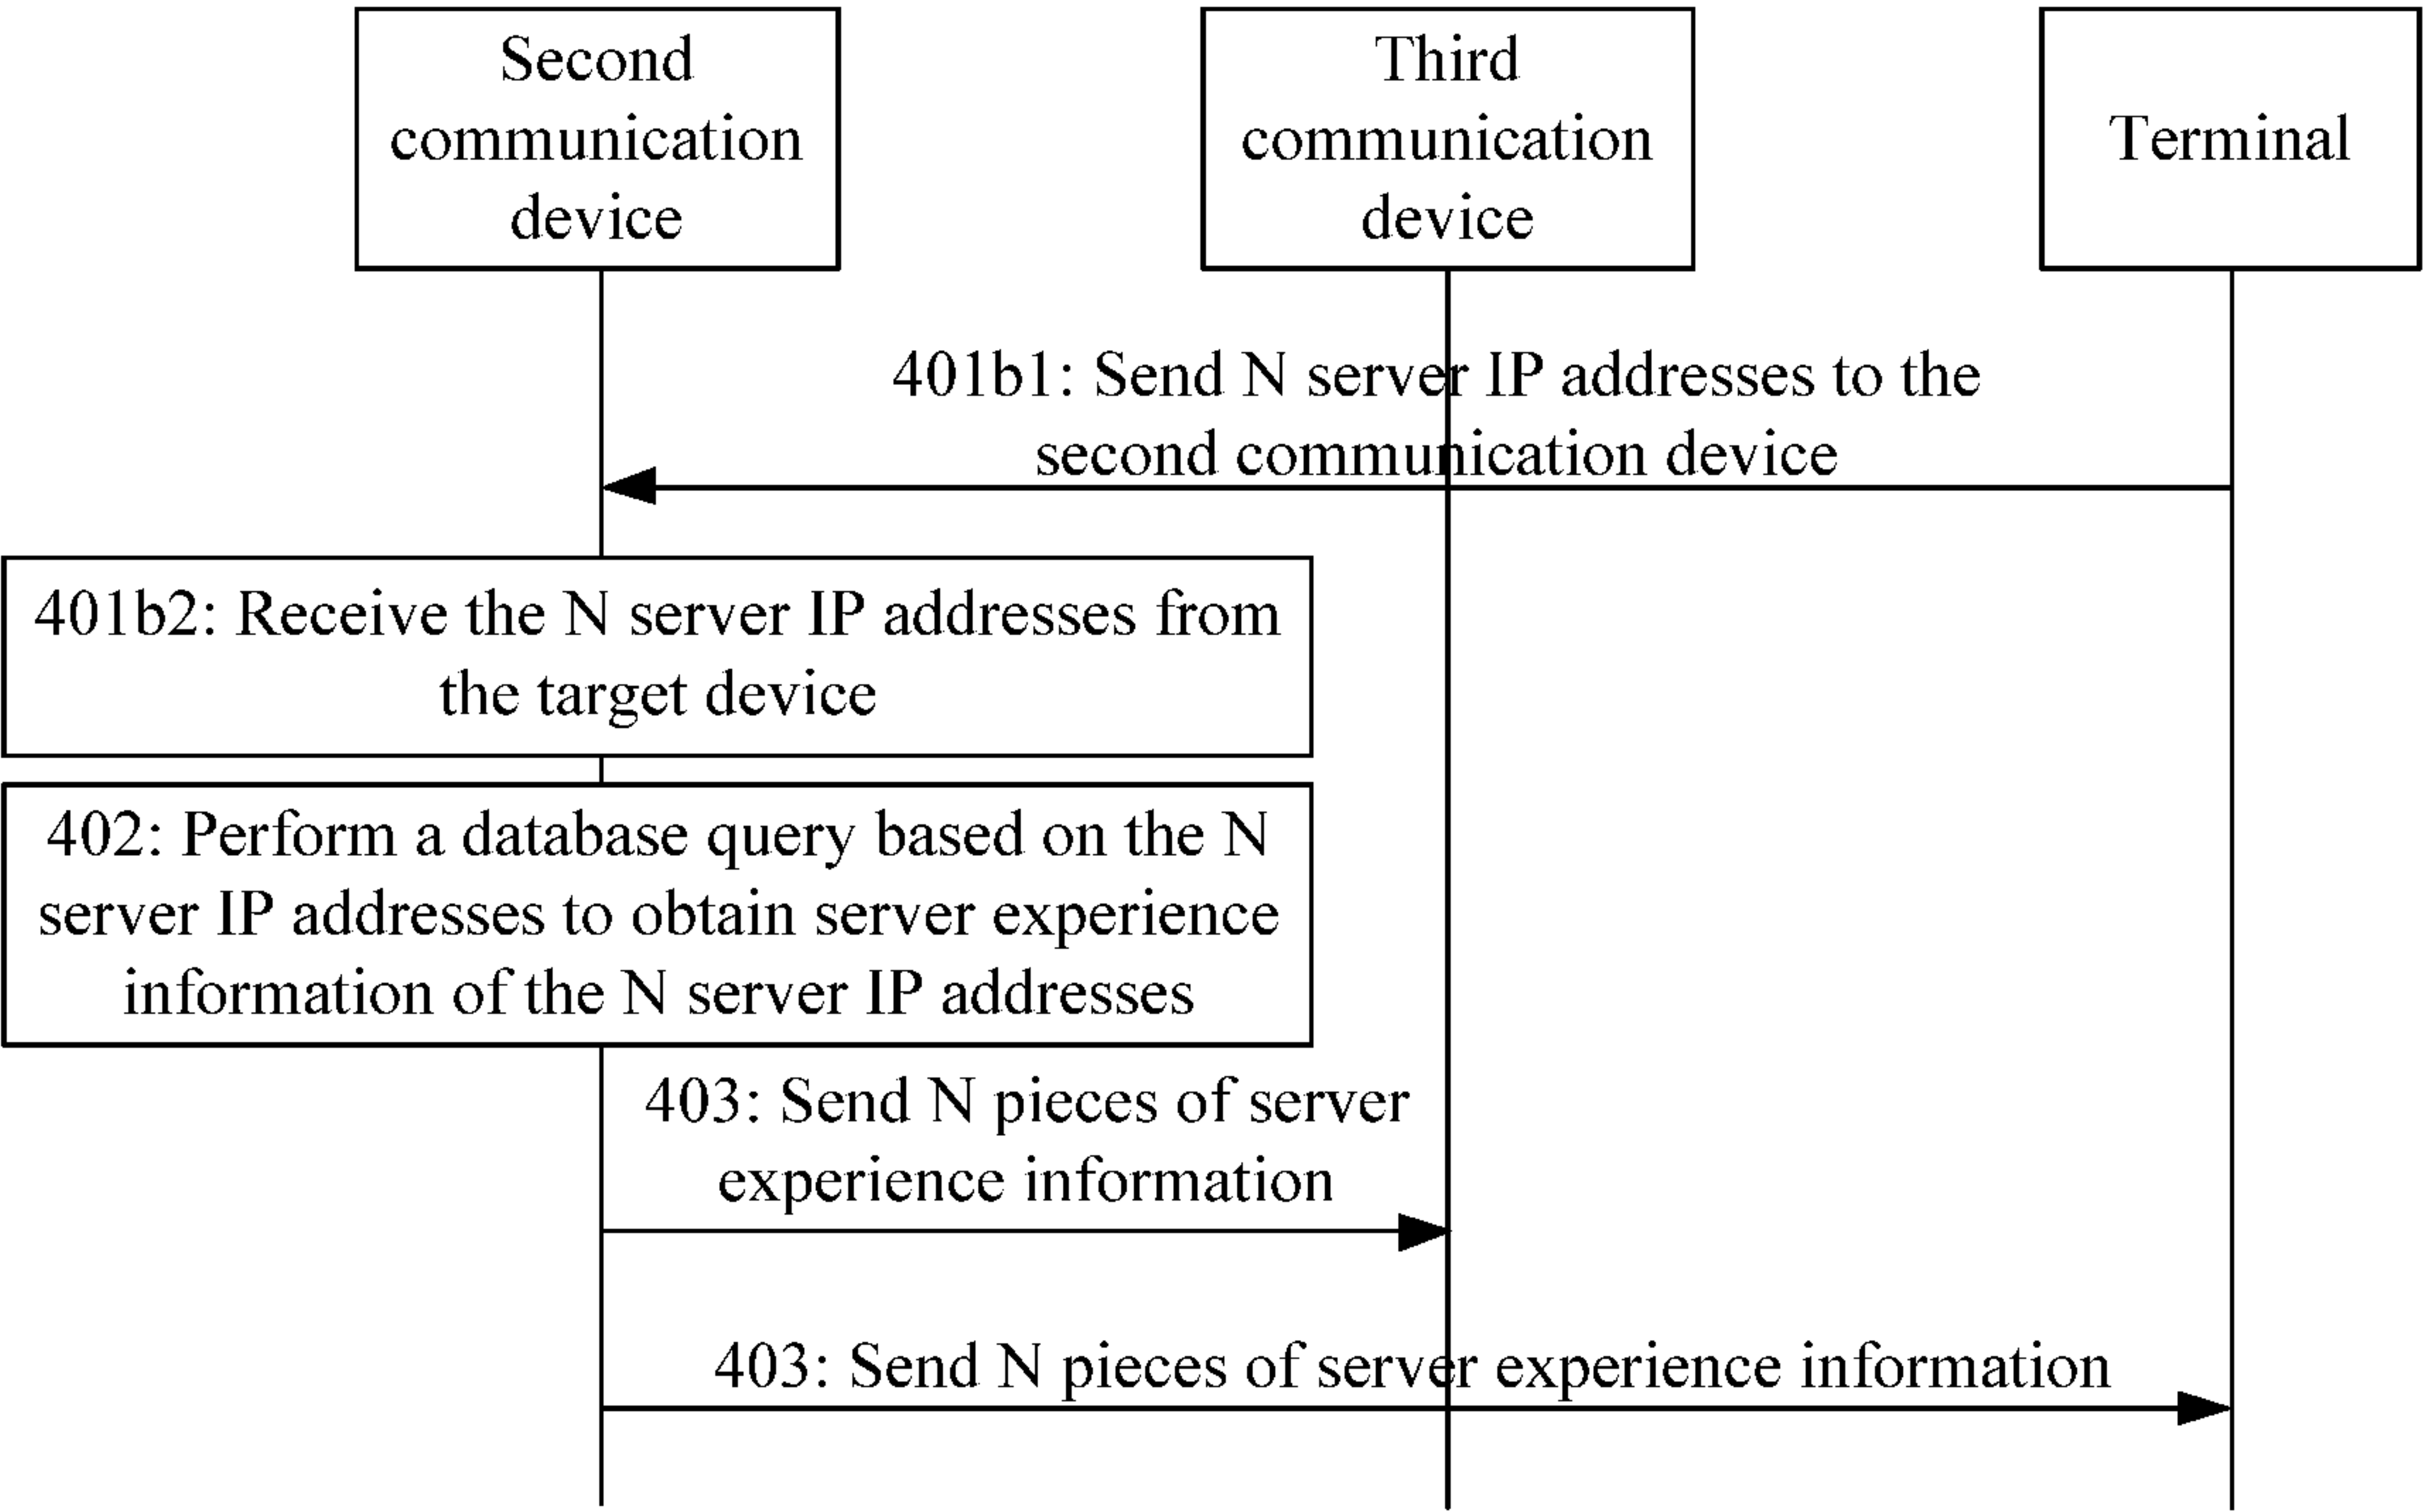 Second
communication
device
Third
communication
device
Terminal
401b1: Send N server IP addresses to the
second communication device
401b2: Receive the N server IP addresses from
the target device
402: Perform a database query based on the N
server IP addresses to obtain server experience
information of the N server IP addresses
403: Send N pieces of server
experience information
403: Send N pieces of server experience information